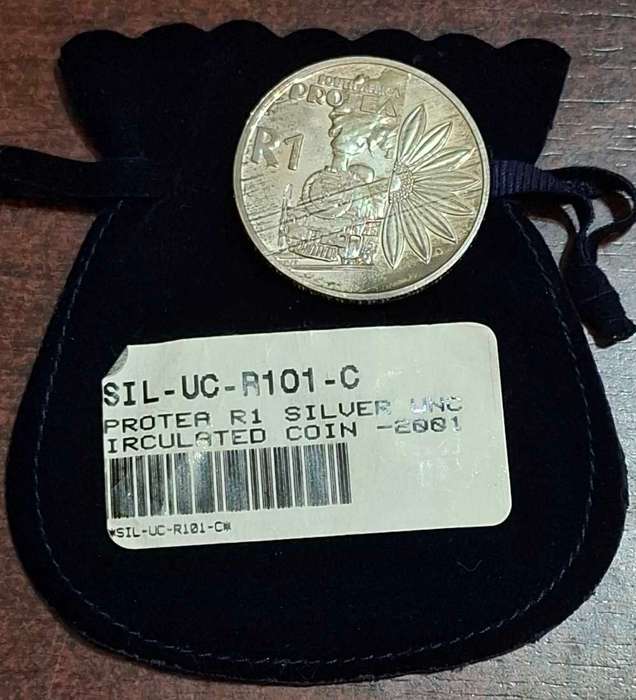 SOUTH AFRICA
PROTEA
R1
SIL-UC-R101-C
PROTEA R1 SILVER UNC
IRCULATED COIN -2001
*SIL-UC-R101-C*